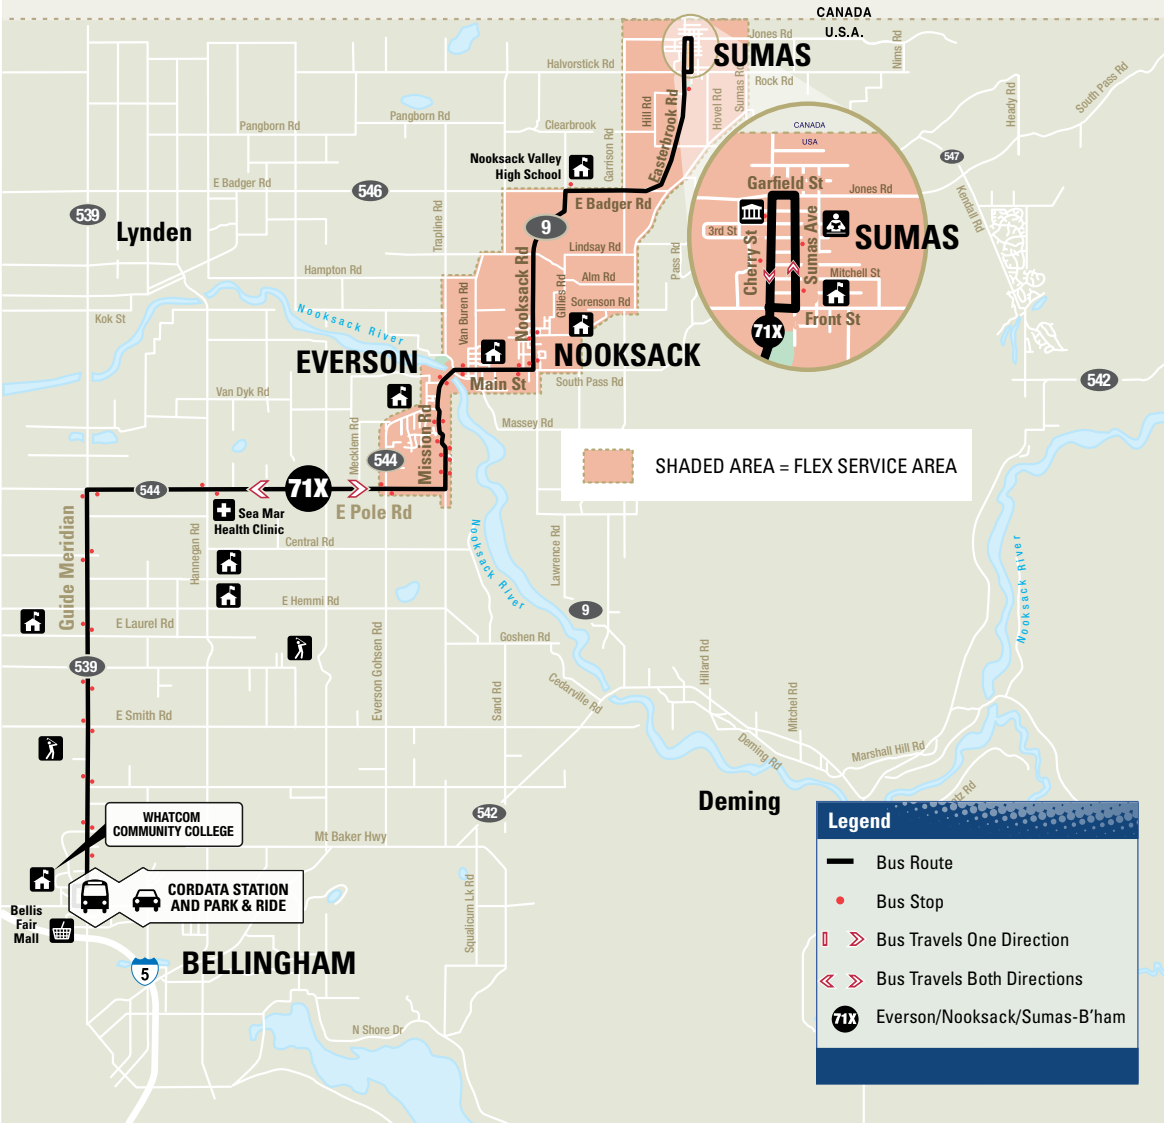 CANADA
U.S.A.
Jones Rd
Nims Rd
SUMAS
Halvorstick Rd
Sumas Rd
Rock Rd
South Pass Rd
Heady Rd
Hill Rd
Hovel Rd
Easterbrook Rd
Pangborn Rd
Pangborn Rd
Clearbrook
Garrison Rd
CANADA
USA
547
Nooksack Valley
High School
E Badger Rd
546
Garfield St
Jones Rd
Kendall Rd
539
Lynden
Trapline Rd
E Badger Rd
9
3rd St
Cherry St
Sumas Ave
SUMAS
Lindsay Rd
Pass Rd
Hampton Rd
Nooksack Rd
Alm Rd
Mitchell St
Van Buren Rd
Gillies Rd
Sorenson Rd
Front St
71X
Kok St
Nooksack River
EVERSON
NOOKSACK
Main St
South Pass Rd
542
Van Dyk Rd
Mecklem Rd
Mission Rd
Massey Rd
544
SHADED AREA = FLEX SERVICE AREA
544
71X
Sea Mar
Health Clinic
E Pole Rd
Guide Meridian
Hannegan Rd
Central Rd
Nooksack River
Lawrence Rd
Nooksack River
E Hemmi Rd
9
E Laurel Rd
Everson Gohsen Rd
Goshen Rd
Hillard Rd
539
Sand Rd
Cedarville Rd
Mitchel Rd
E Smith Rd
Deming Rd
Marshall Hill Rd
Deming
542
WHATCOM
COMMUNITY COLLEGE
Mt Baker Hwy
Squalicum Lk Rd
CORDATA STATION
AND PARK & RIDE
Bellis
Fair
Mall
5
BELLINGHAM
N Shore Dr
Legend
Bus Route
Bus Stop
Bus Travels One Direction
Bus Travels Both Directions
71X
Everson/Nooksack/Sumas-B'ham